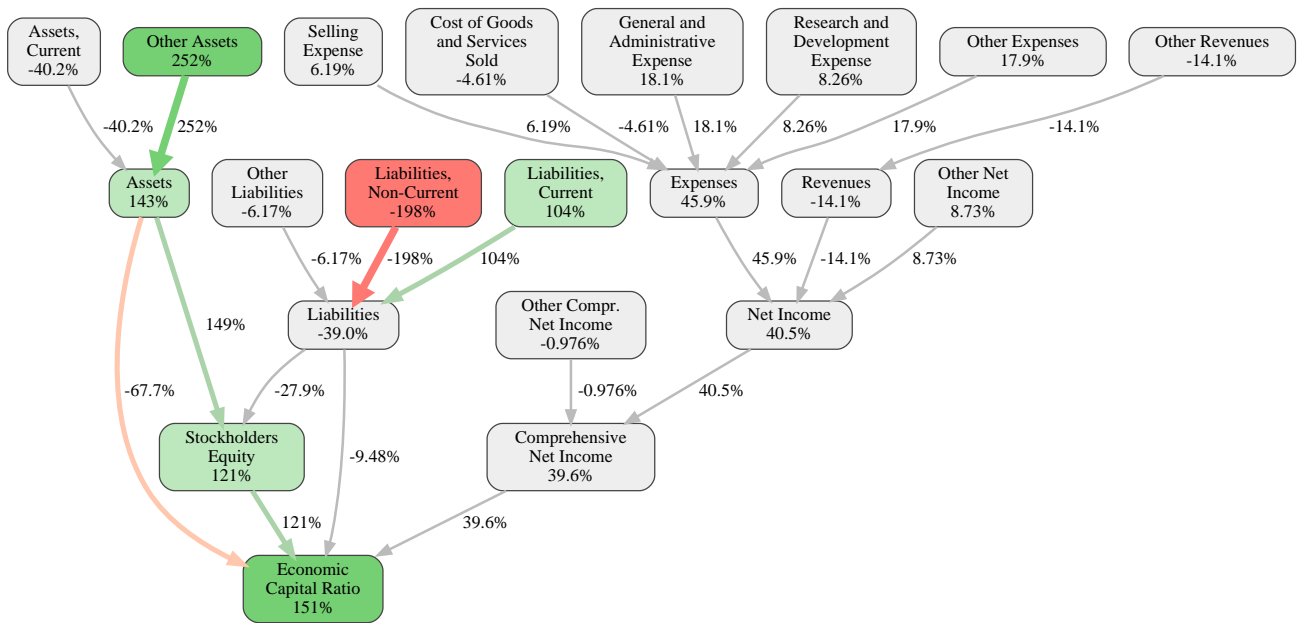 Assets,
Current
-40.2%
Other Assets
252%
Selling
Expense
6.19%
Cost of Goods
and Services
Sold
-4.61%
General and
Administrative
Expense
18.1%
Research and
Development
Expense
8.26%
Other Expenses
17.9%
Other Revenues
-14.1%
-40.2%
252%
6.19%
-4.61%
18.1%
8.26%
17.9%
-14.1%
Assets
143%
Other
Liabilities
-6.17%
Liabilities,
Non-Current
-198%
Liabilities,
Current
104%
Expenses
45.9%
Revenues
-14.1%
Other Net
Income
8.73%
-6.17%
-198%
104%
45.9%
-14.1%
8.73%
149%
Liabilities
-39.0%
Other Compr.
Net Income
-0.976%
Net Income
40.5%
-67.7%
-27.9%
-0.976%
40.5%
Stockholders
Equity
121%
-9.48%
Comprehensive
Net Income
39.6%
121%
39.6%
Economic
Capital Ratio
151%